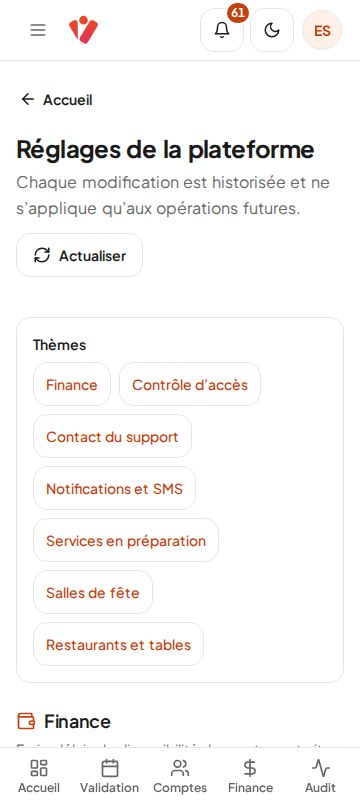 61
ES
Accueil
Réglages de la plateforme
Chaque modification est historisée et ne
s’applique qu’aux opérations futures.
Actualiser
Thèmes
Finance
Contrôle d’accès
Contact du support
Notifications et SMS
Services en préparation
Salles de fête
Restaurants et tables
Finance
Accueil
Validation
Comptes
Finance
Audit